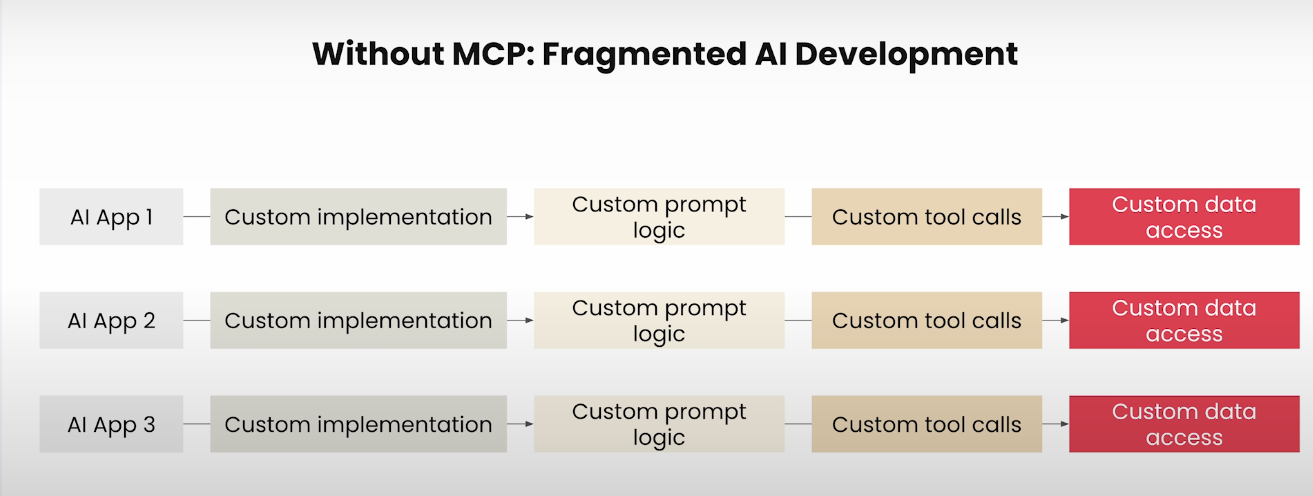 Without MCP: Fragmented AI Development
AI App 1
Custom implementation
Custom prompt
logic
Custom tool calls
Custom data
access
AI App 2
Custom implementation
Custom prompt
logic
Custom tool calls
Custom data
access
AI App 3
Custom implementation
Custom prompt
logic
Custom tool calls
Custom data
access